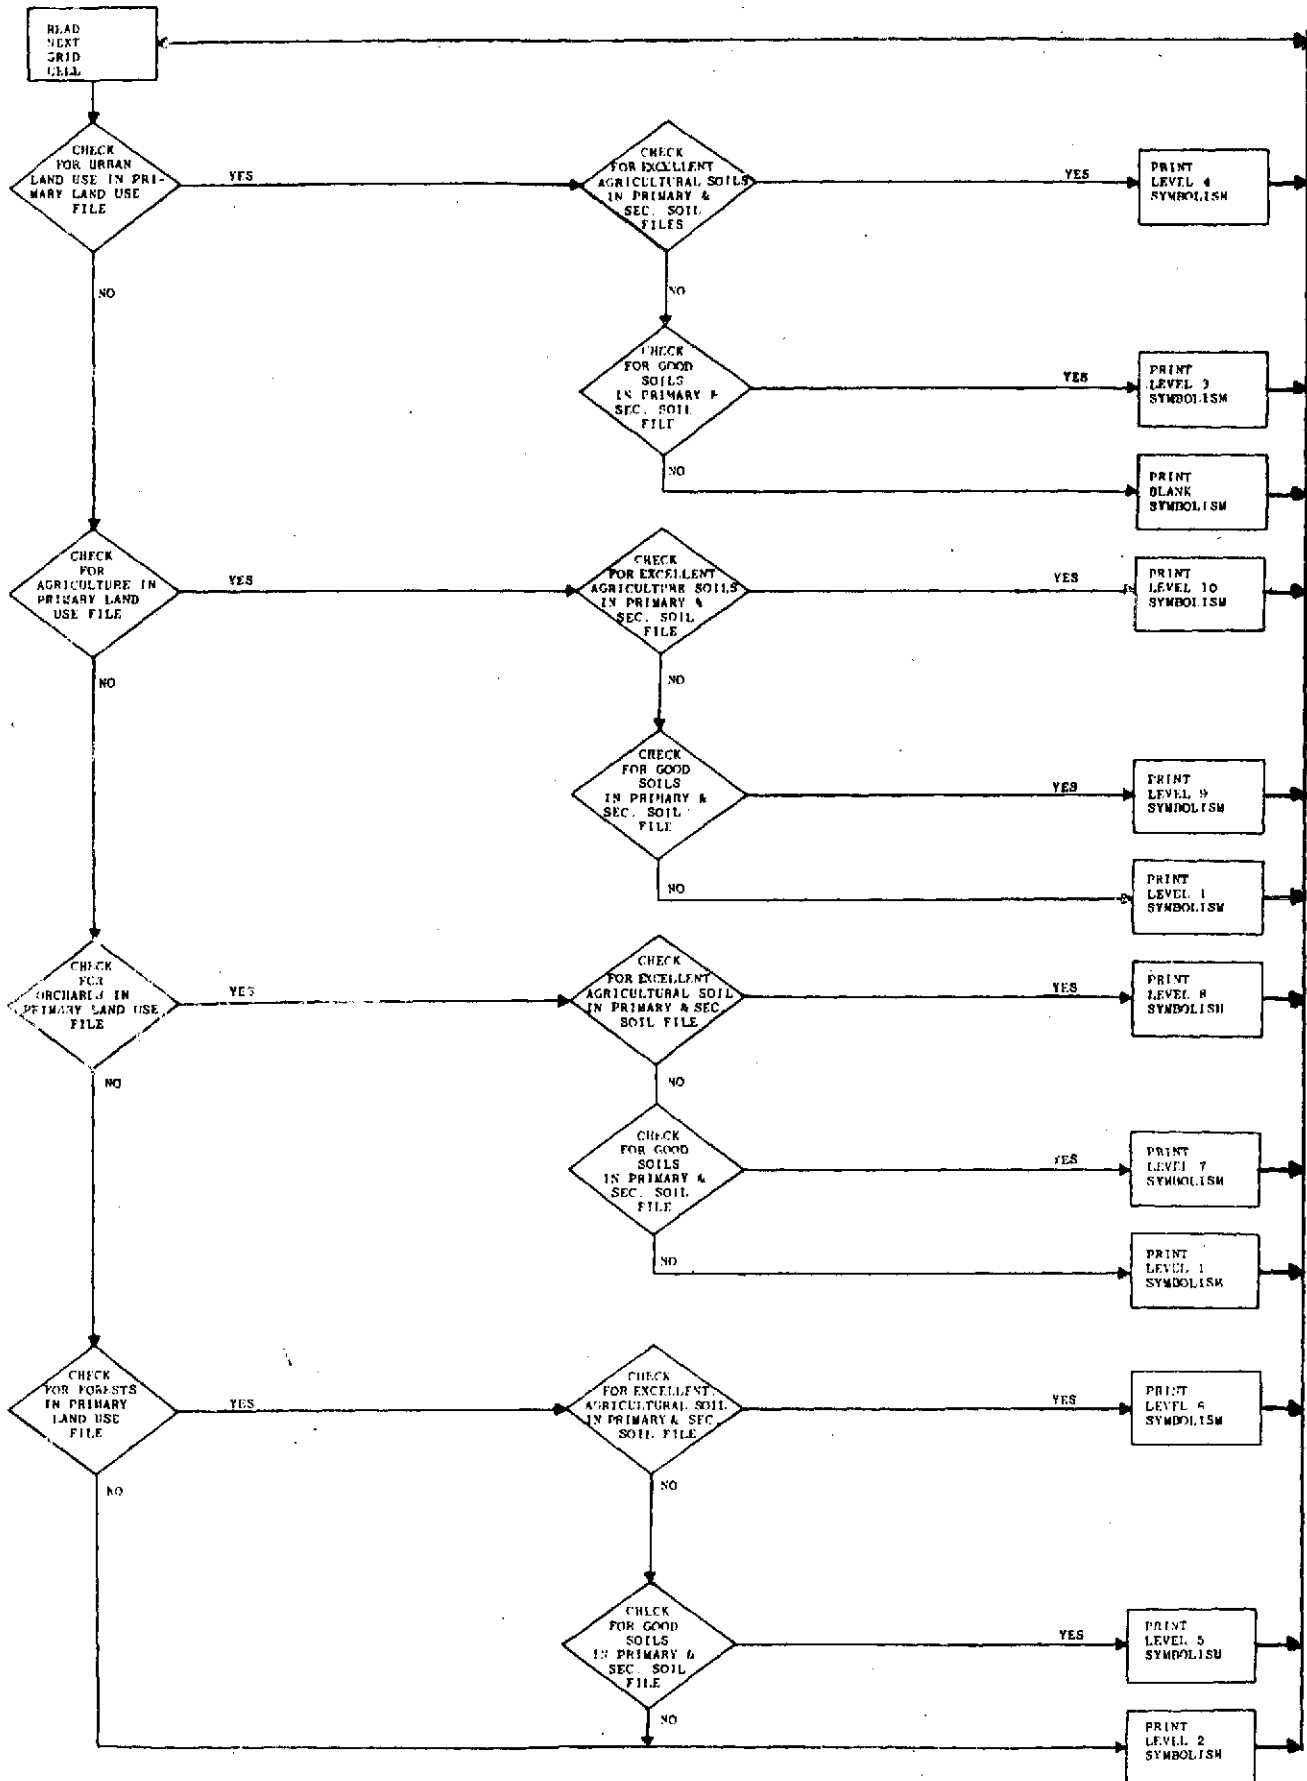 READ
NEXT
GRID
CELL
CHECK
FOR URBAN
LAND USE IN PRI-
MARY LAND USE
FILE
YES
CHECK
FOR EXCELLENT
AGRICULTURAL SOILS
IN PRIMARY &
SEC. SOIL
FILES
YES
PRINT
LEVEL 4
SYMBOLISM
NO
NO
CHECK
FOR GOOD
SOILS
IN PRIMARY &
SEC. SOIL
FILE
YES
PRINT
LEVEL 3
SYMBOLISM
NO
PRINT
BLANK
SYMBOLISM
CHECK
FOR
AGRICULTURE IN
PRIMARY LAND
USE FILE
YES
CHECK
FOR EXCELLENT
AGRICULTURE SOILS
IN PRIMARY &
SEC. SOIL
FILE
YES
PRINT
LEVEL 10
SYMBOLISM
NO
NO
CHECK
FOR GOOD
SOILS
IN PRIMARY &
SEC. SOIL
FILE
YES
PRINT
LEVEL 9
SYMBOLISM
NO
PRINT
LEVEL 1
SYMBOLISM
CHECK
FOR
ORCHARDS IN
PRIMARY LAND USE
FILE
YES
CHECK
FOR EXCELLENT
AGRICULTURAL SOIL
IN PRIMARY & SEC.
SOIL FILE
YES
PRINT
LEVEL 8
SYMBOLISM
NO
NO
CHECK
FOR GOOD
SOILS
IN PRIMARY &
SEC. SOIL
FILE
YES
PRINT
LEVEL 7
SYMBOLISM
NO
PRINT
LEVEL 1
SYMBOLISM
CHECK
FOR FORESTS
IN PRIMARY
LAND USE
FILE
YES
CHECK
FOR EXCELLENT
AGRICULTURAL SOIL
IN PRIMARY & SEC.
SOIL FILE
YES
PRINT
LEVEL 6
SYMBOLISM
NO
NO
CHECK
FOR GOOD
SOILS
IN PRIMARY &
SEC. SOIL
FILE
YES
PRINT
LEVEL 5
SYMBOLISM
NO
PRINT
LEVEL 2
SYMBOLISM